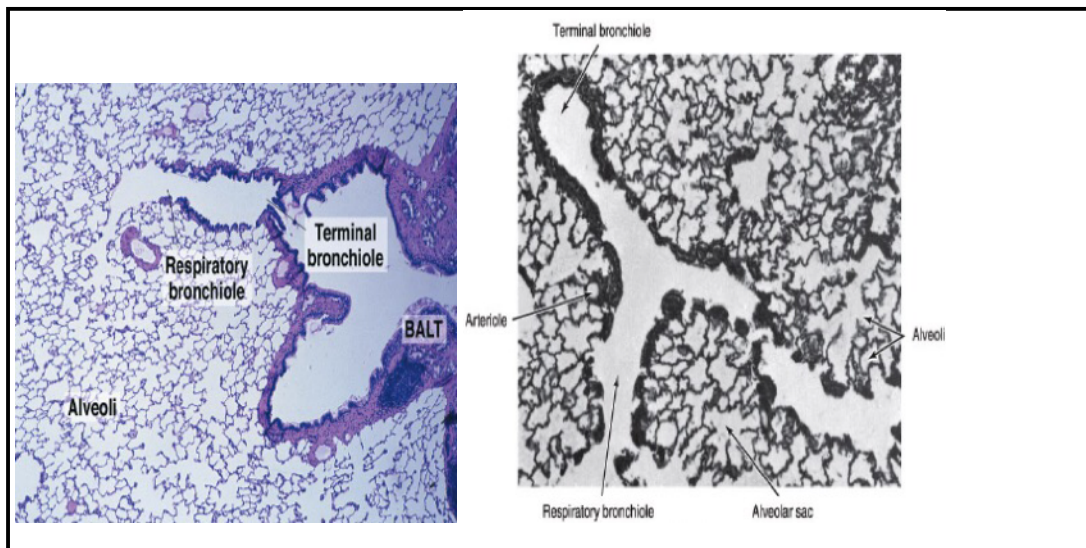 Terminal
bronchiole
Respiratory
bronchiole
BALT
Alveoli
Terminal bronchiole
Arteriole
Alveoli
Respiratory bronchiole
Alveolar sac